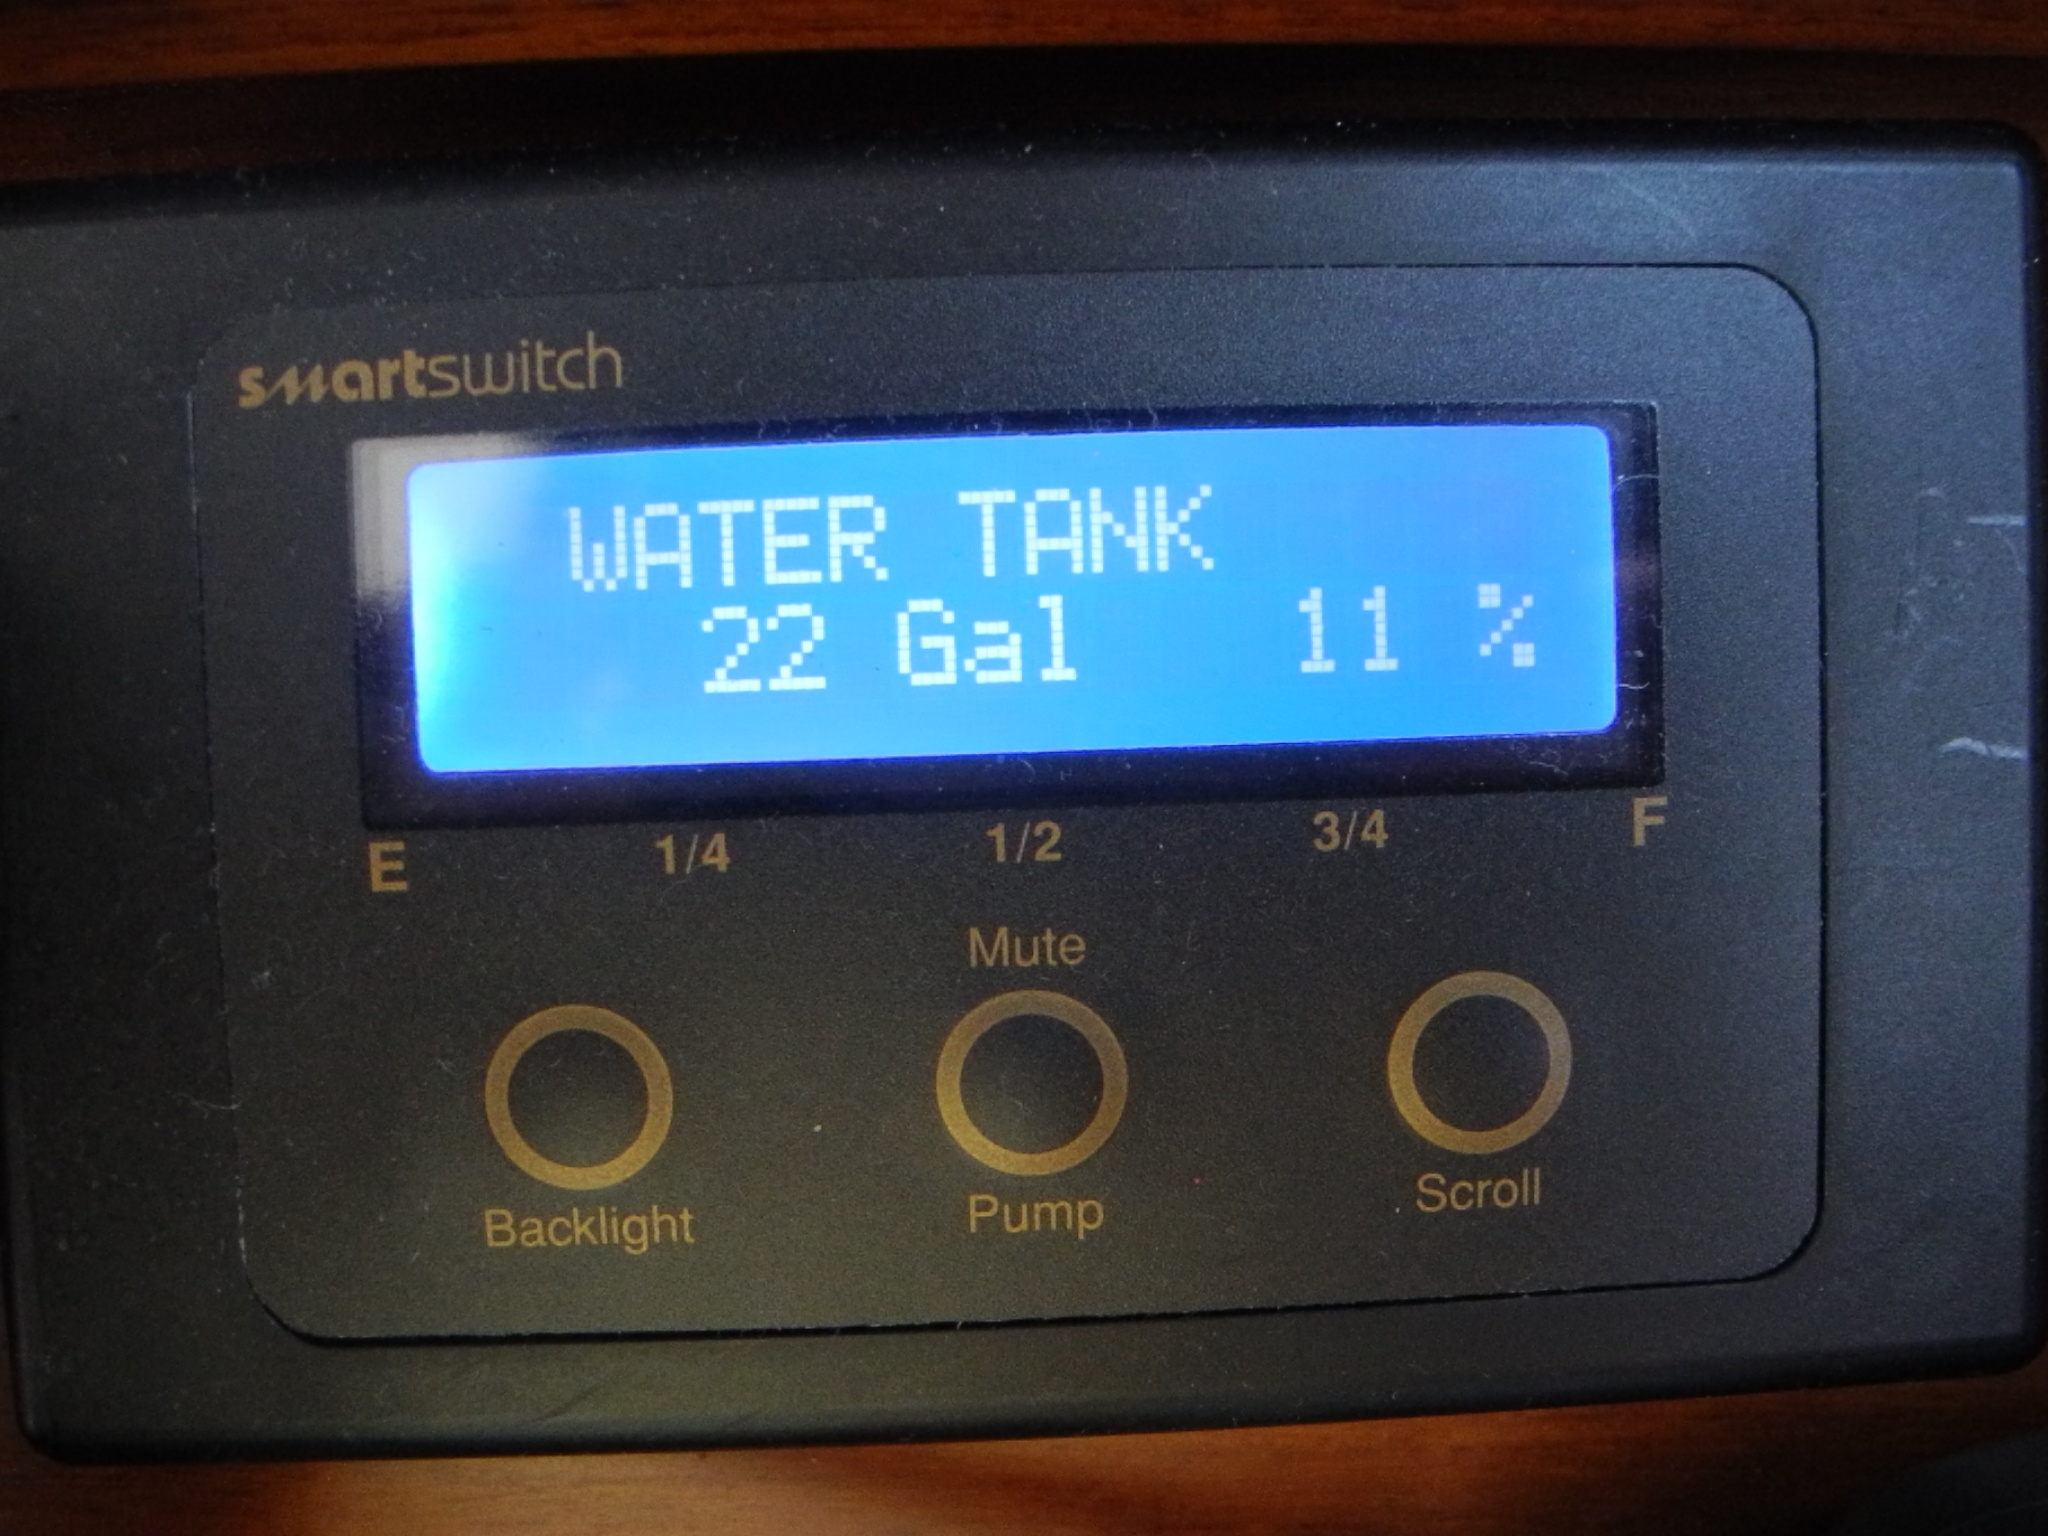 smartswitch
WATER TANK
22 Gal 11 %
E 1/4 1/2 3/4 F
Mute
Backlight Pump Scroll